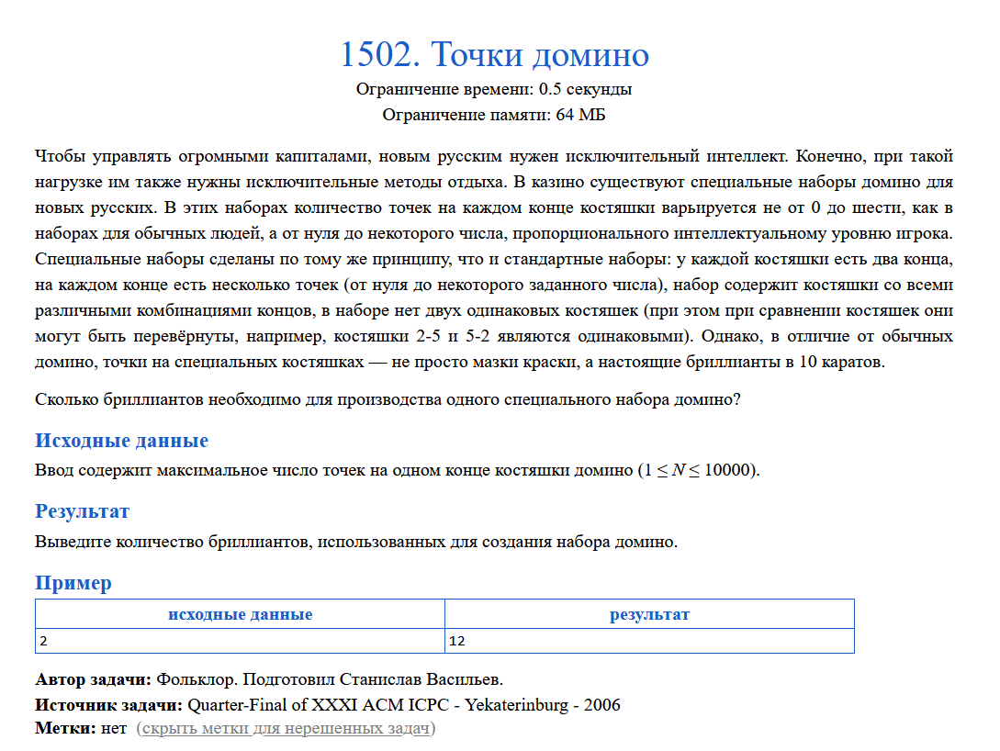 1502. Точки домино
Ограничение времени: 0.5 секунды
Ограничение памяти: 64 МБ
Чтобы управлять огромными капиталами, новым русским нужен исключительный интеллект. Конечно, при такой
нагрузке им также нужны исключительные методы отдыха. В казино существуют специальные наборы домино для
новых русских. В этих наборах количество точек на каждом конце костяшки варьируется не от 0 до шести, как в
наборах для обычных людей, а от нуля до некоторого числа, пропорционального интеллектуальному уровню игрока.
Специальные наборы сделаны по тому же принципу, что и стандартные наборы: у каждой костяшки есть два конца,
на каждом конце есть несколько точек (от нуля до некоторого заданного числа), набор содержит костяшки со всеми
различными комбинациями концов, в наборе нет двух одинаковых костяшек (при этом при сравнении костяшек они
могут быть перевёрнуты, например, костяшки 2-5 и 5-2 являются одинаковыми). Однако, в отличие от обычных
домино, точки на специальных костяшках — не просто мазки краски, а настоящие бриллианты в 10 каратов.
Сколько бриллиантов необходимо для производства одного специального набора домино?
Исходные данные
Ввод содержит максимальное число точек на одном конце костяшки домино (1 ≤ N ≤ 10000).
Результат
Выведите количество бриллиантов, использованных для создания набора домино.
Пример
исходные данные результат
2 12
Автор задачи: Фольклор. Подготовил Станислав Васильев.
Источник задачи: Quarter-Final of XXXI ACM ICPC - Yekaterinburg - 2006
Метки: нет (скрыть метки для нерешенных задач)